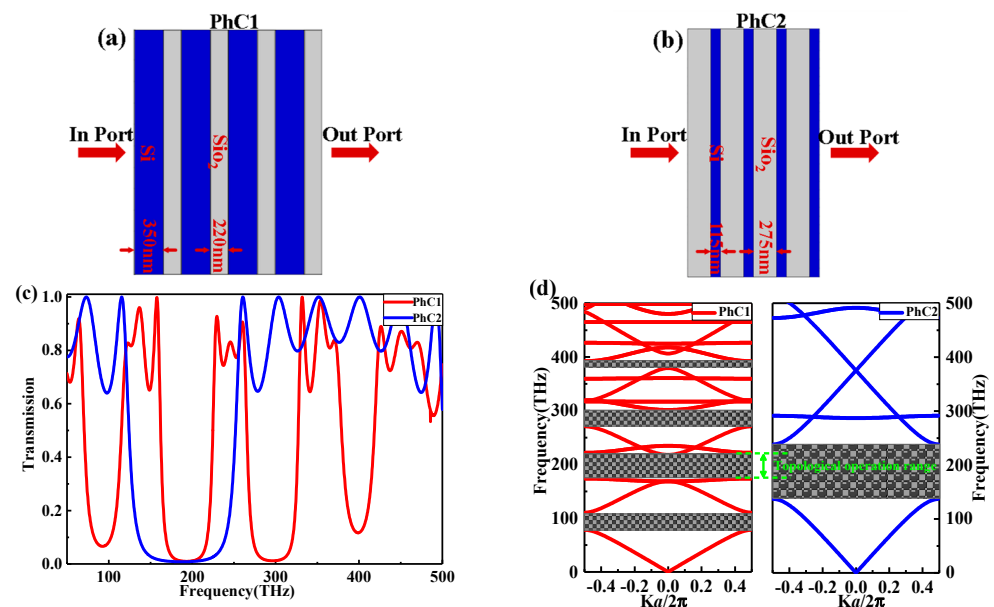 PhC1
(a)
In Port
Si
Sio2
Out Port
350nm
220nm
PhC2
(b)
In Port
Si
Sio2
Out Port
115nm
275nm
(c)
PhC1
PhC2
1.0
0.8
0.6
0.4
0.2
0.0
Transmission
100 200 250 300 400 500
Frequency(THz)
(d)
PhC1
500
400
300
200
100
0
Frequency(THz)
-0.4 -0.2 0.0 0.2 0.4
Ka/2π
PhC2
Topological operation range
500
400
300
200
100
0
Frequency(THz)
-0.4 -0.2 0.0 0.2 0.4
Ka/2π